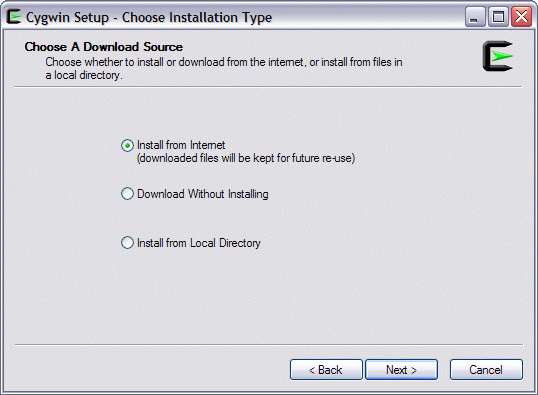 Cygwin Setup - Choose Installation Type
Choose A Download Source
Choose whether to install or download from the internet, or install from files in
a local directory.
Install from Internet
(downloaded files will be kept for future re-use)
Download Without Installing
Install from Local Directory
< Back
Next >
Cancel